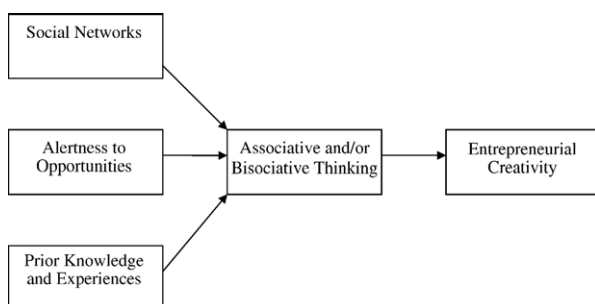 Social Networks
Alertness to
Opportunities
Associative and/or
Bisociative Thinking
Entrepreneurial
Creativity
Prior Knowledge
and Experiences